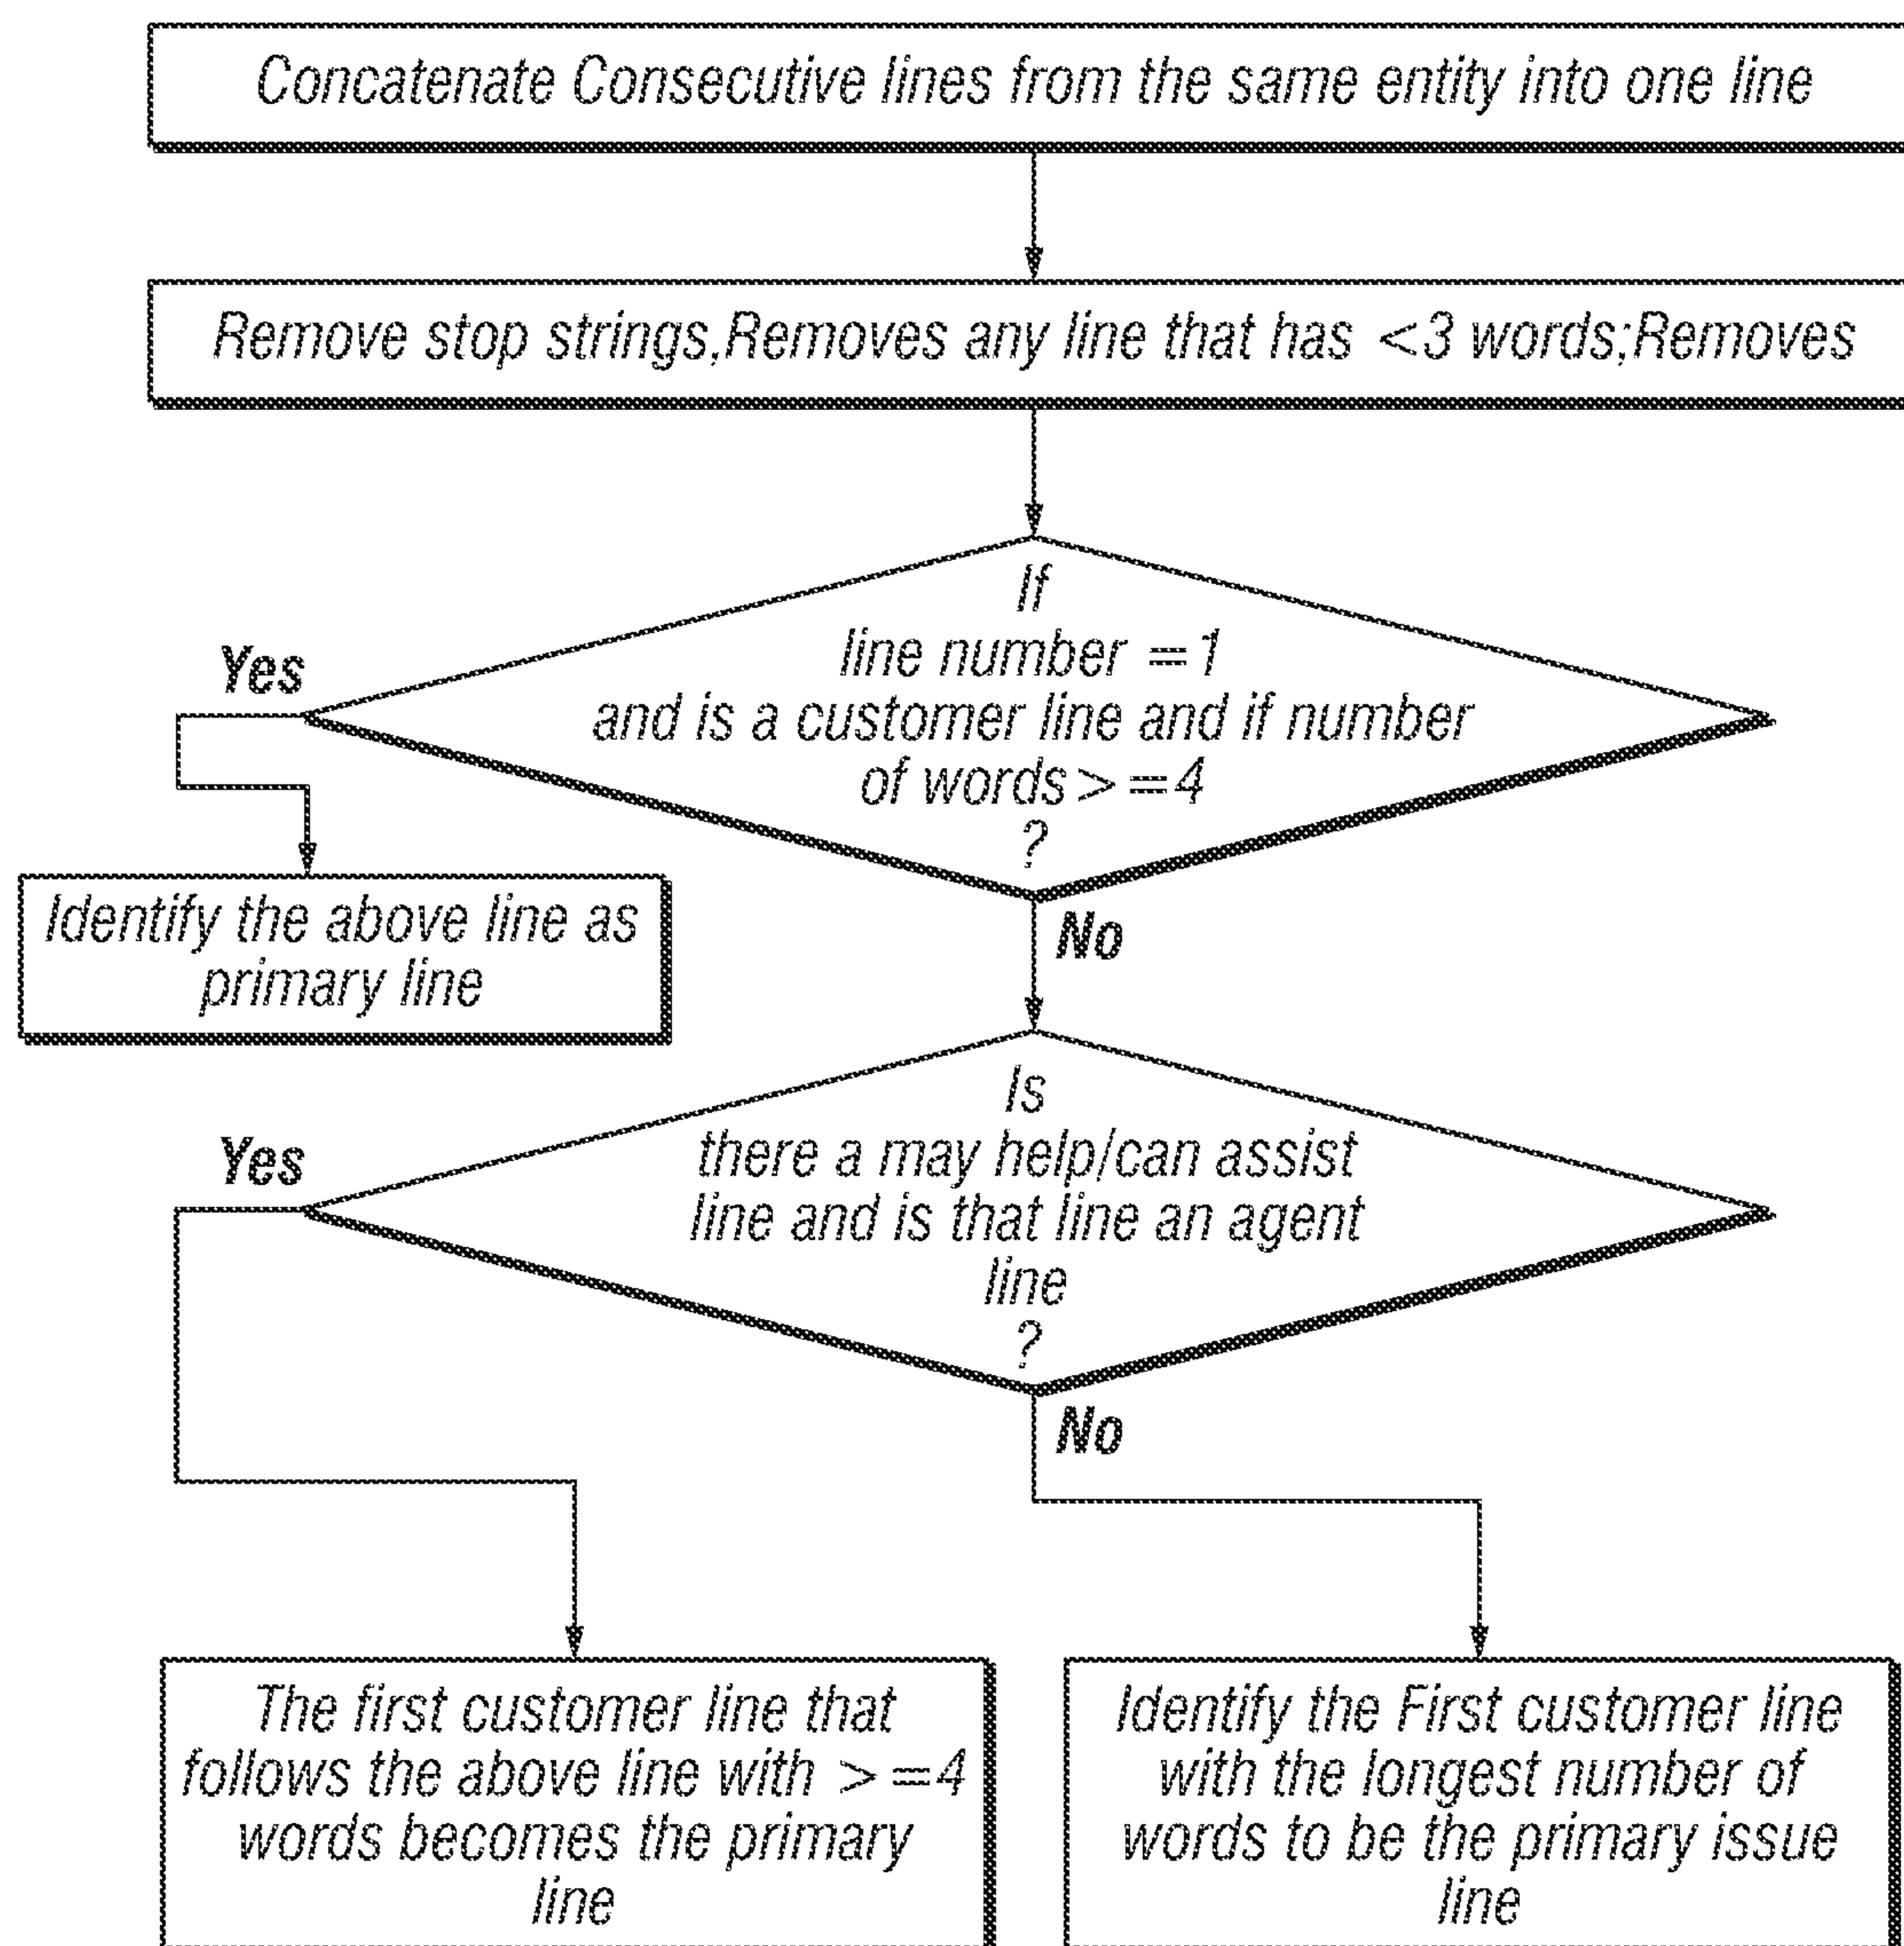 Concatenate Consecutive lines from the same entity into one line
Remove stop strings,Removes any line that has <3 words;Removes
If
line number =1
and is a customer line and if number
of words>=4
?
Yes
Identify the above line as
primary line
No
Is
there a may help/can assist
line and is that line an agent
line
?
Yes
No
The first customer line that
follows the above line with >=4
words becomes the primary
line
Identify the First customer line
with the longest number of
words to be the primary issue
line